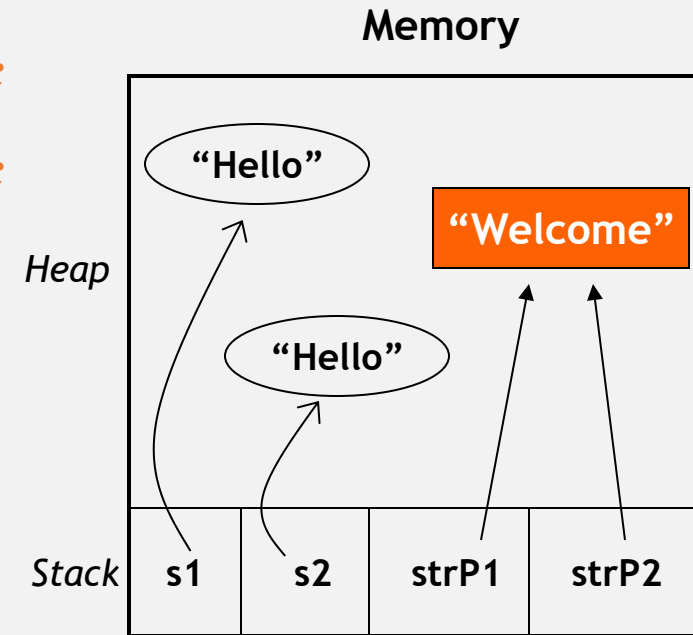 Memory
“Hello”
“Welcome”
Heap
“Hello”
Stack s1 s2 strP1 strP2